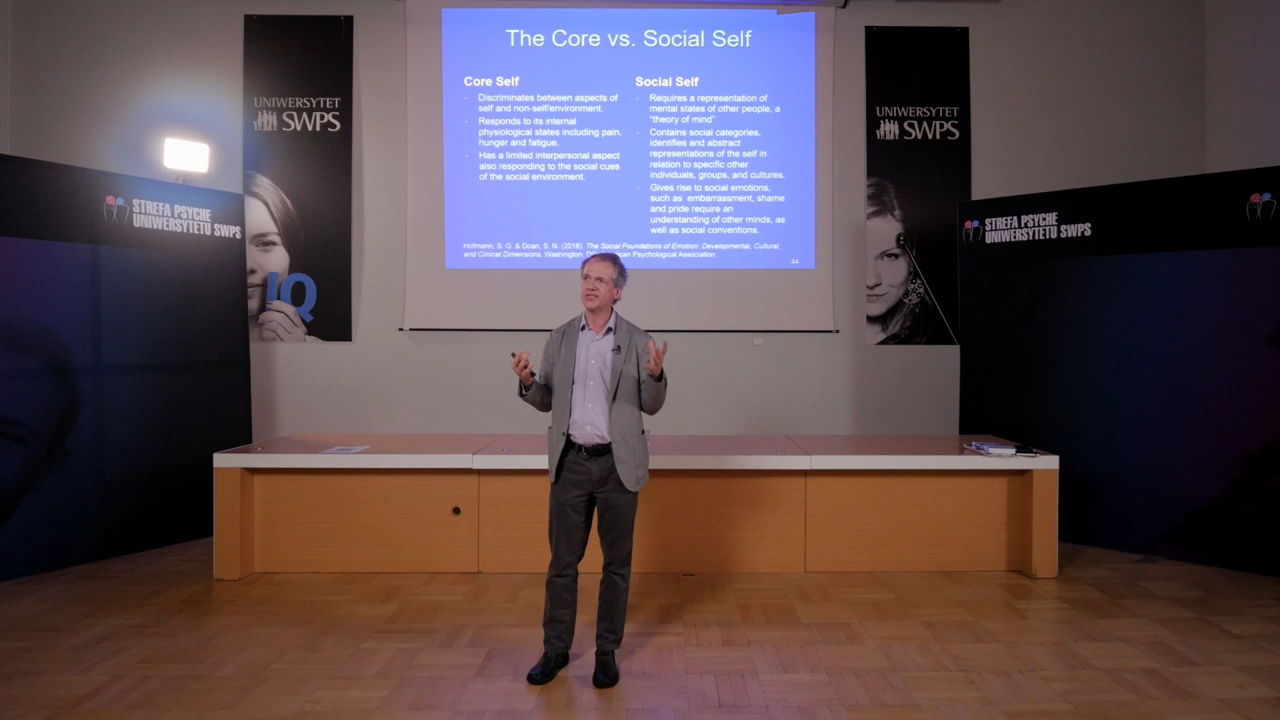 The Core vs. Social Self
Core Self
- Discriminates between aspects of
self and non-self/environment.
- Responds to its internal
physiological states including pain,
hunger and fatigue.
- Has a limited interpersonal aspect
also responding to the social cues
of the social environment.
Social Self
- Requires a representation of
mental states of other people, a
“theory of mind”
- Contains social categories,
identifies and abstract
representations of the self in
relation to specific other
individuals, groups, and cultures.
- Gives rise to social emotions,
such as embarrassment, shame
and pride require an
understanding of other minds, as
well as social conventions.
Hofmann, S. G. & Doan, S. N. (2018). The Social Foundations of Emotion: Developmental, Cultural,
and Clinical Dimensions. Washington, Psychological Association.
44
UNIWERSYTET
SWPS
IQ
STREFA PSYCHE
UNIWERSYTETU SWPS
UNIWERSYTET
SWPS
STREFA PSYCHE
UNIWERSYTETU SWPS